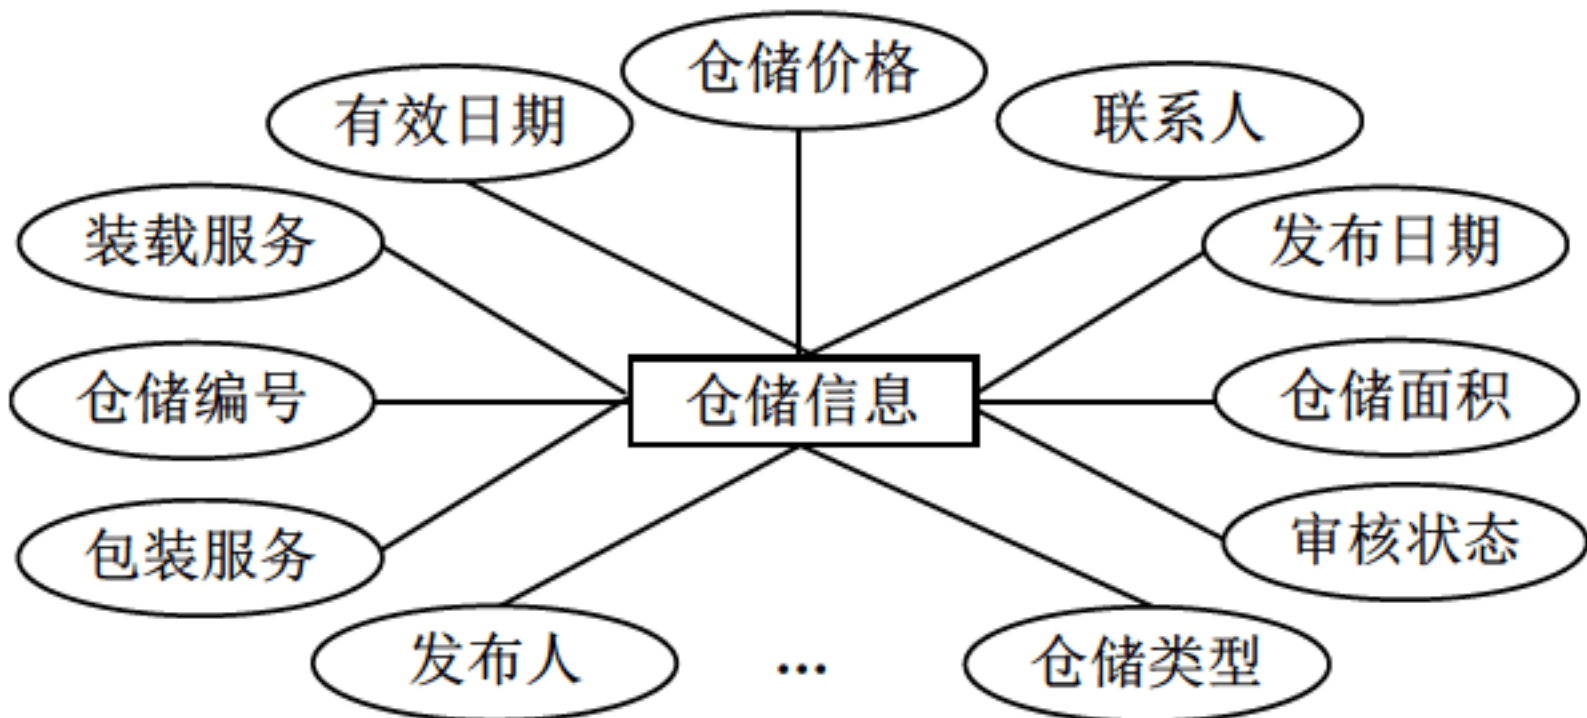 仓储价格
有效日期
联系人
装载服务
发布日期
仓储编号
仓储信息
仓储面积
包装服务
审核状态
发布人
...
仓储类型